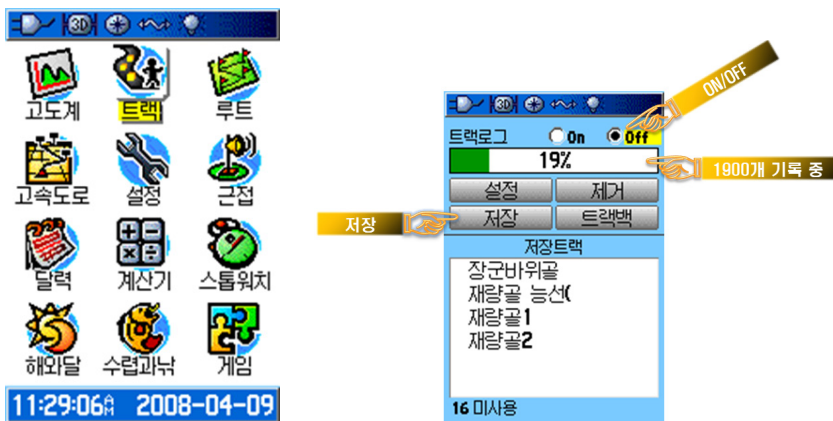 3D
고도계 트랙 루트
고속도로 설정 근접
달력 계산기 스톱워치
해와달 수렵과낚 게임
11:29:06AM 2008-04-09
3D
트랙로그 On Off
19%
설정 제거
저장 트랙백
저장트랙
장군바위골
재량골 능선(
재량골1
재량골2
16 미사용
ON/OFF
1900개 기록 중
저장